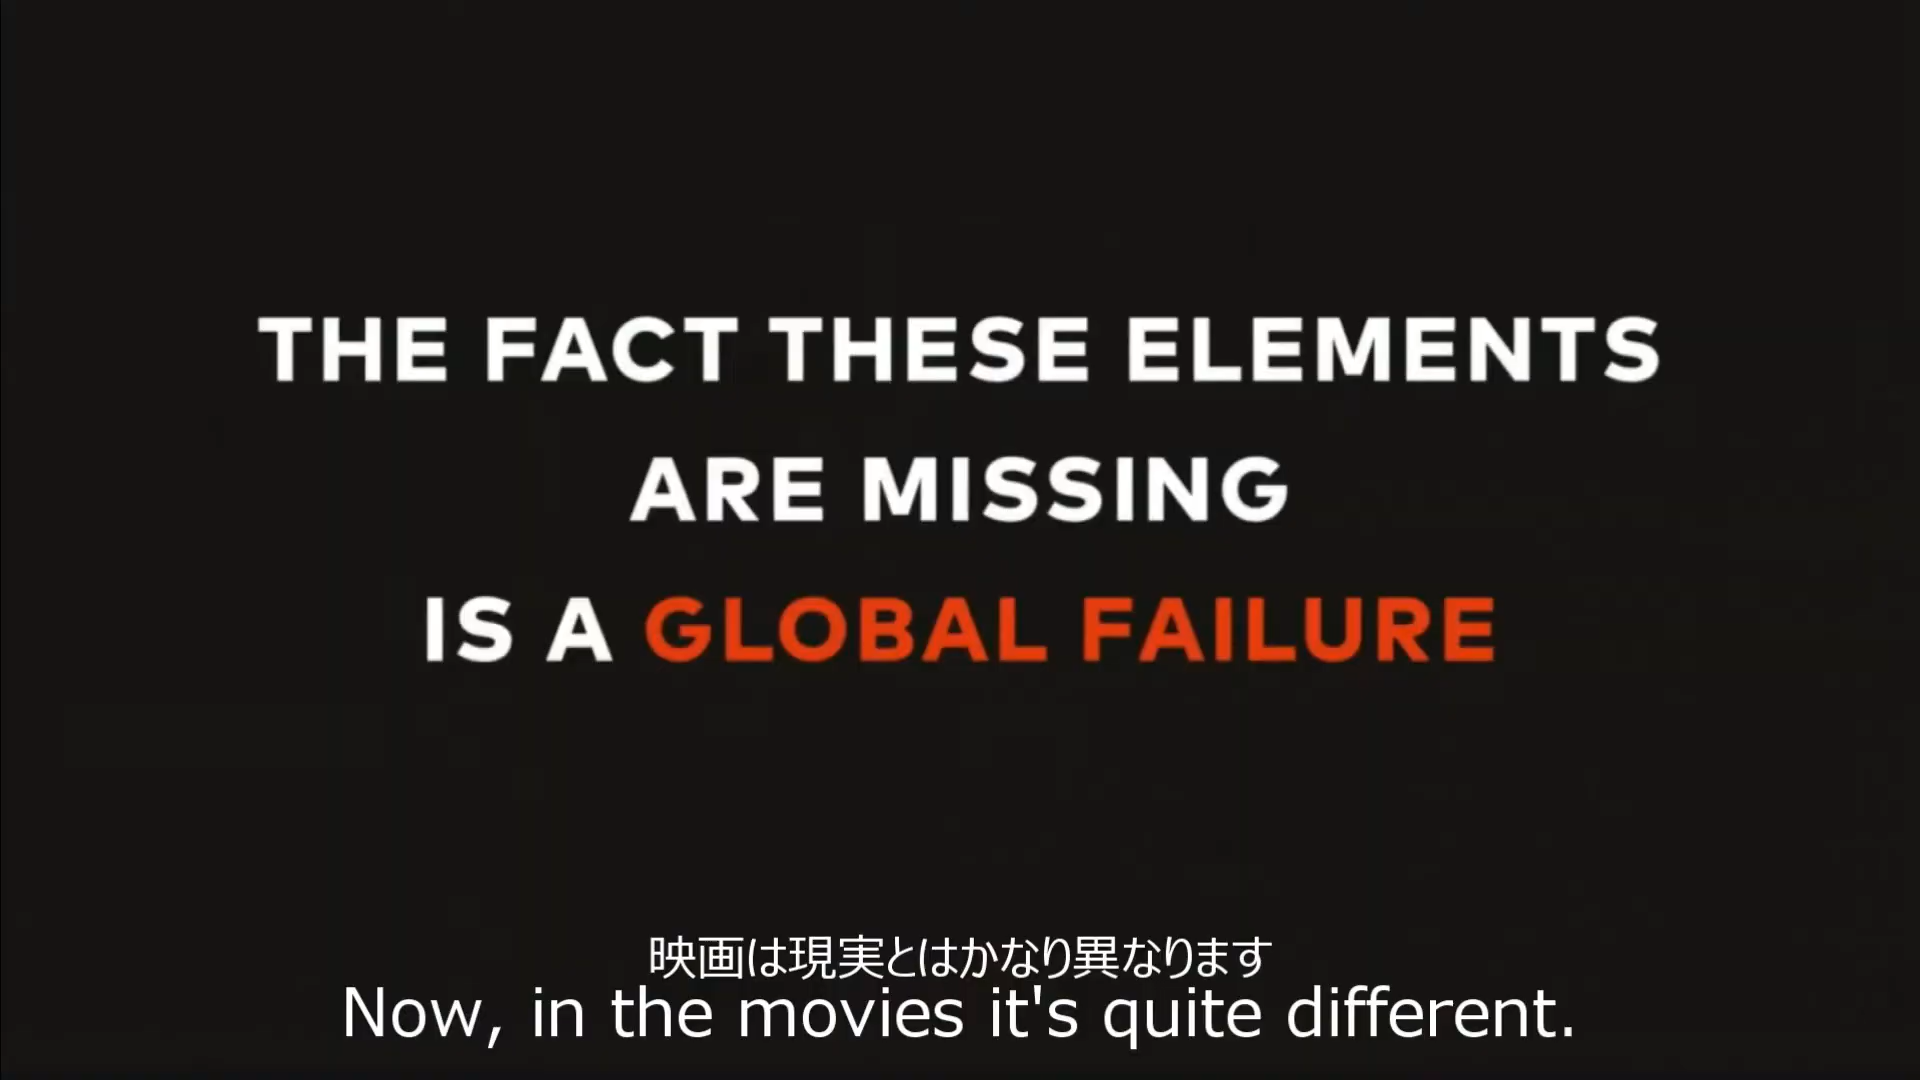 THE FACT THESE ELEMENTS
ARE MISSING
IS A GLOBAL FAILURE
映画は現実とはかなり異なります
Now, in the movies it's quite different.